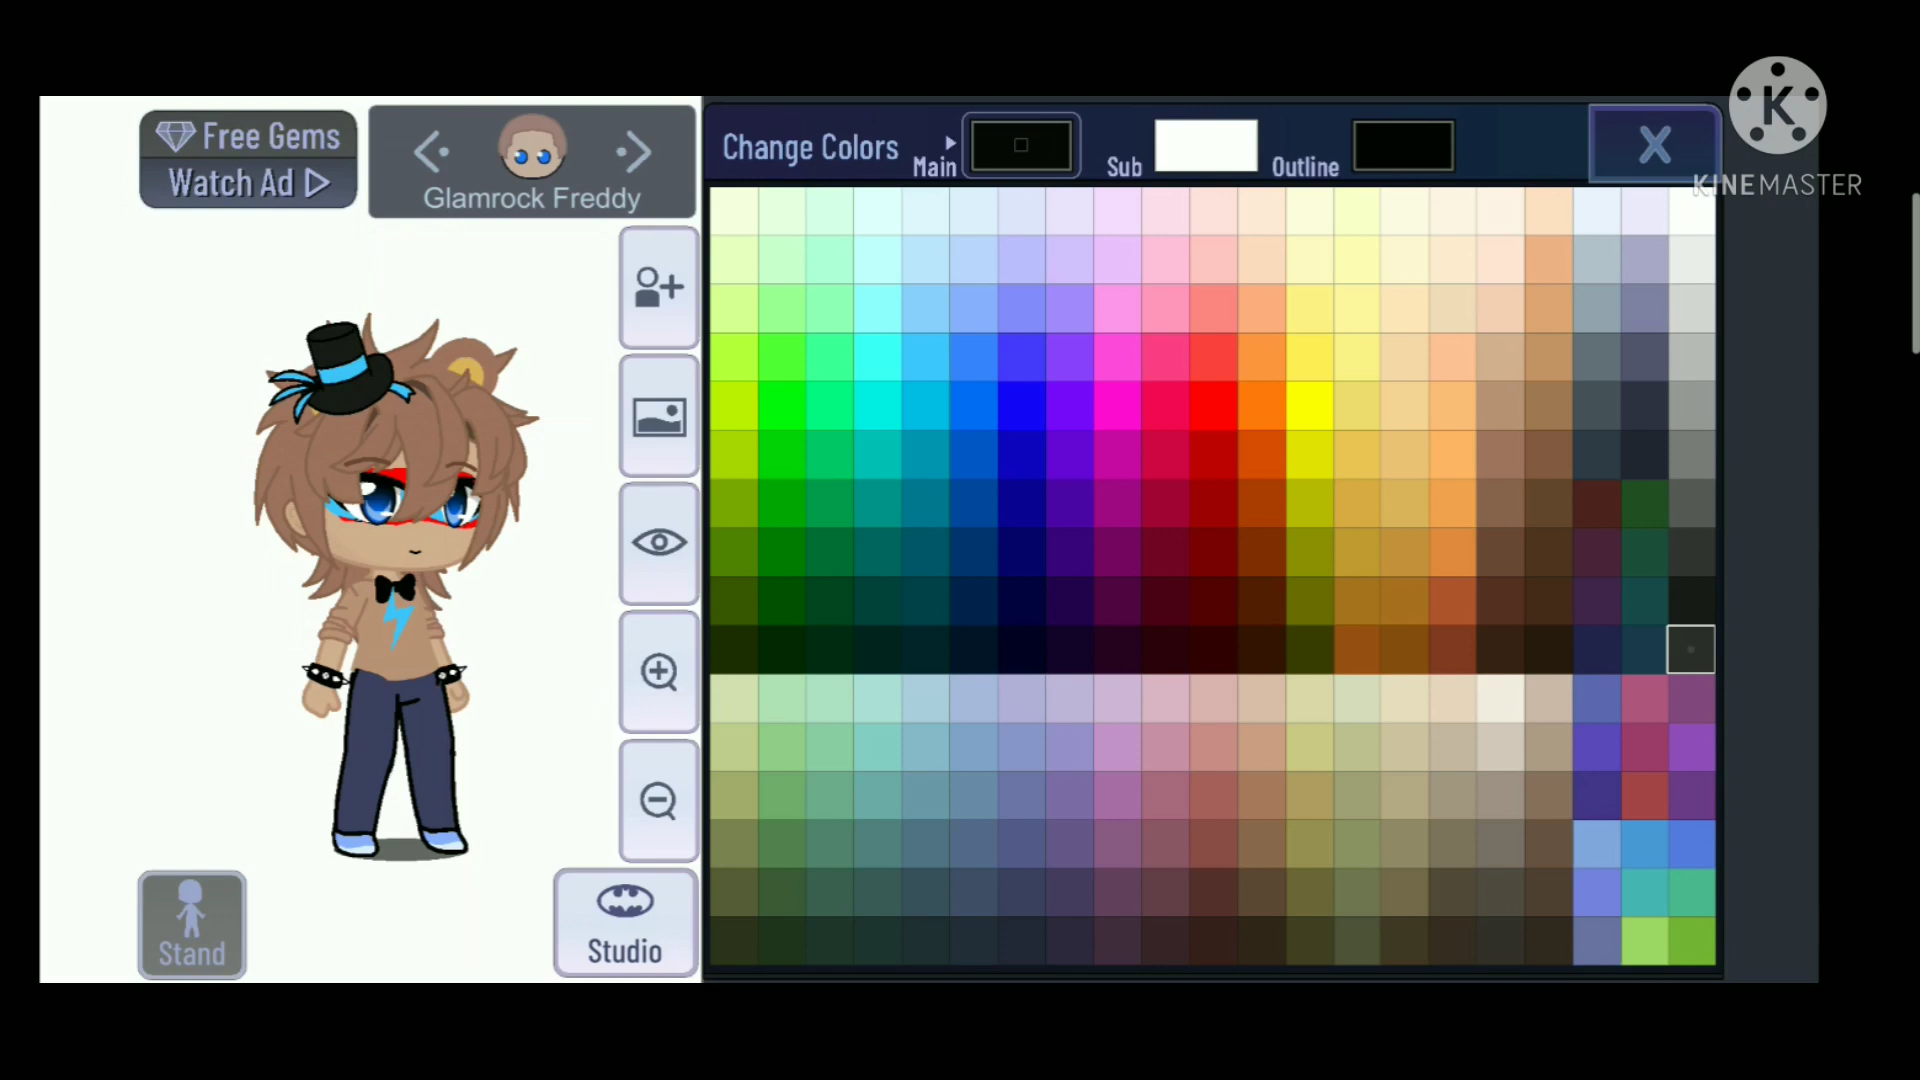 Free Gems
Watch Ad
Glamrock Freddy
Change Colors
Main
Sub
Outline
X
K
KINEMASTER
Stand
Studio